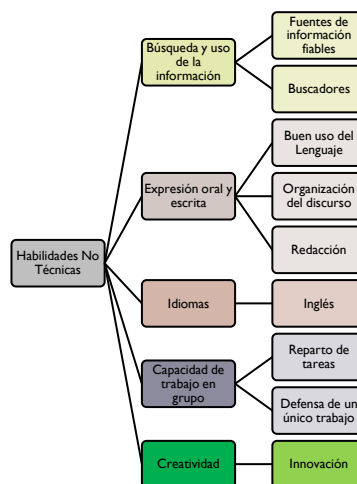 Habilidades No
Técnicas
Búsqueda y uso
de la
información
Fuentes de
información
fiables
Buscadores
Expresión oral y
escrita
Buen uso del
Lenguaje
Organización
del discurso
Redacción
Idiomas
Inglés
Capacidad de
trabajo en
grupo
Reparto de
tareas
Defensa de un
único trabajo
Creatividad
Innovación